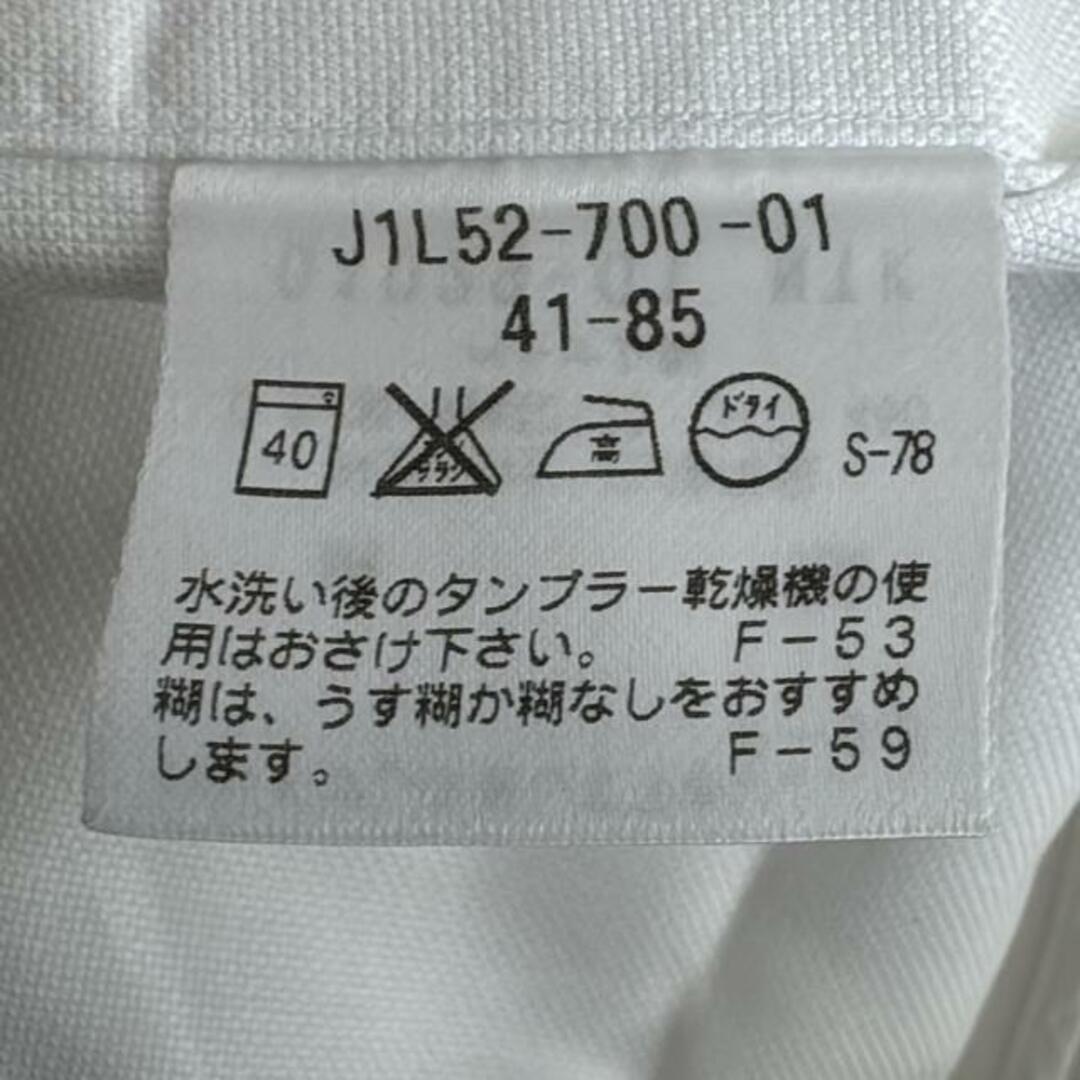 J1L52-700-01
41-85
40 高 ドライ S-78
水洗い後のタンブラー乾燥機の使
用はおさけ下さい。 F-53
糊は、うす糊か糊なしをおすすめ
します。 F-59